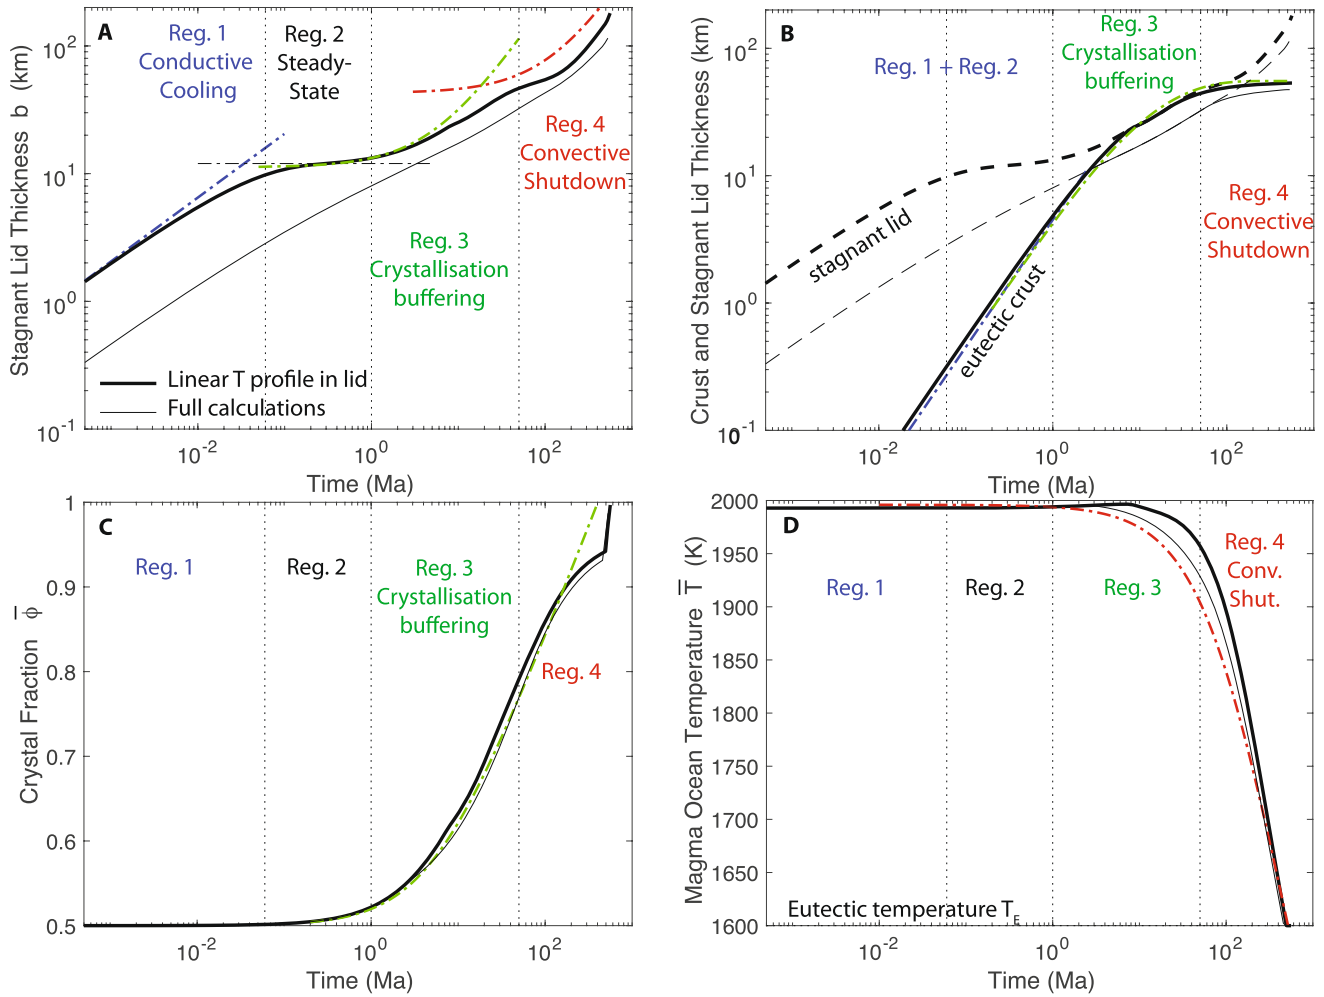 A
Reg. 1
Conductive
Cooling
Reg. 2
Steady-
State
Reg. 4
Convective
Shutdown
Reg. 3
Crystallisation
buffering
Linear T profile in lid
Full calculations
Stagnant Lid Thickness b (km)
10^2
10^1
10^0
10^-1
10^-2
10^0
10^2
Time (Ma)
B
Reg. 1 + Reg. 2
Reg. 3
Crystallisation
buffering
Reg. 4
Convective
Shutdown
stagnant lid
eutectic crust
Crust and Stagnant Lid Thickness (km)
10^2
10^1
10^0
10^-1
0
10^-2
10^0
10^2
Time (Ma)
C
Reg. 1
Reg. 2
Reg. 3
Crystallisation
buffering
Reg. 4
Crystal Fraction ϕ̅
1
0.9
0.8
0.7
0.6
0.5
10^-2
10^0
10^2
Time (Ma)
D
Reg. 1
Reg. 2
Reg. 3
Reg. 4
Conv.
Shut.
Eutectic temperature T_E
Magma Ocean Temperature T̅ (K)
2000
1950
1900
1850
1800
1750
1700
1650
1600
10^-2
10^0
10^2
Time (Ma)